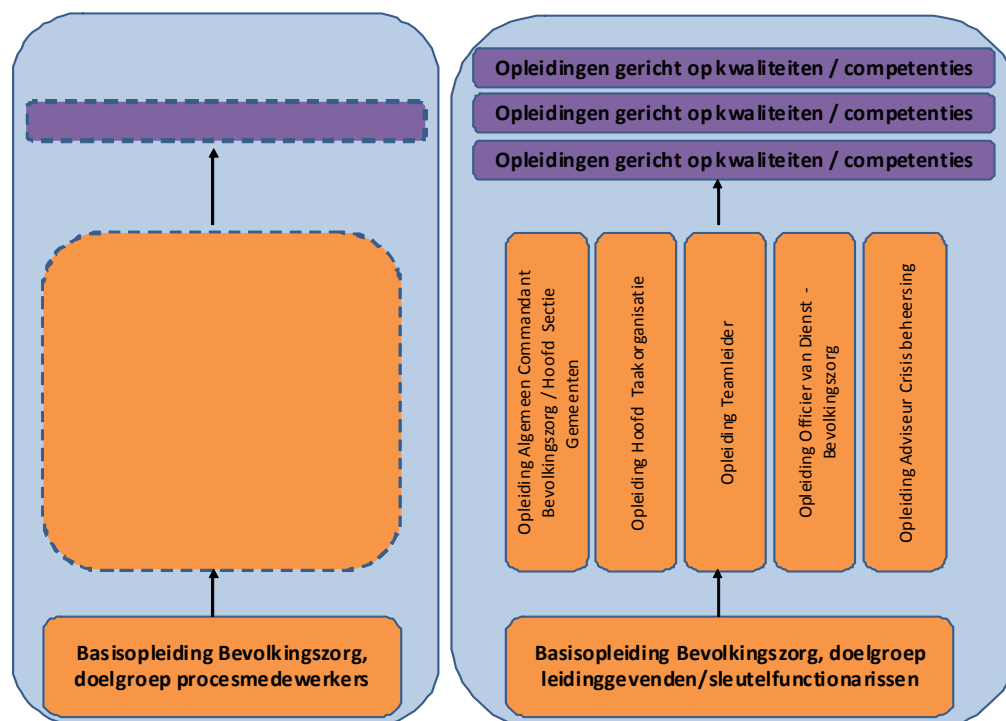 Opleidingen gericht op kwaliteiten / competenties
Opleidingen gericht op kwaliteiten / competenties
Opleidingen gericht op kwaliteiten / competenties
Opleiding Algemeen Commandant
Bevolkingszorg / Hoofd Sectie
Gemeenten
Opleiding Hoofd Taakorganisatie
Opleiding Teamleider
Opleiding Officier van Dienst -
Bevolkingszorg
Opleiding Adviseur Crisisbeheersing
Basisopleiding Bevolkingszorg,
doelgroep procesmedewerkers
Basisopleiding Bevolkingszorg, doelgroep
leidinggevenden/sleutelfunctionarissen